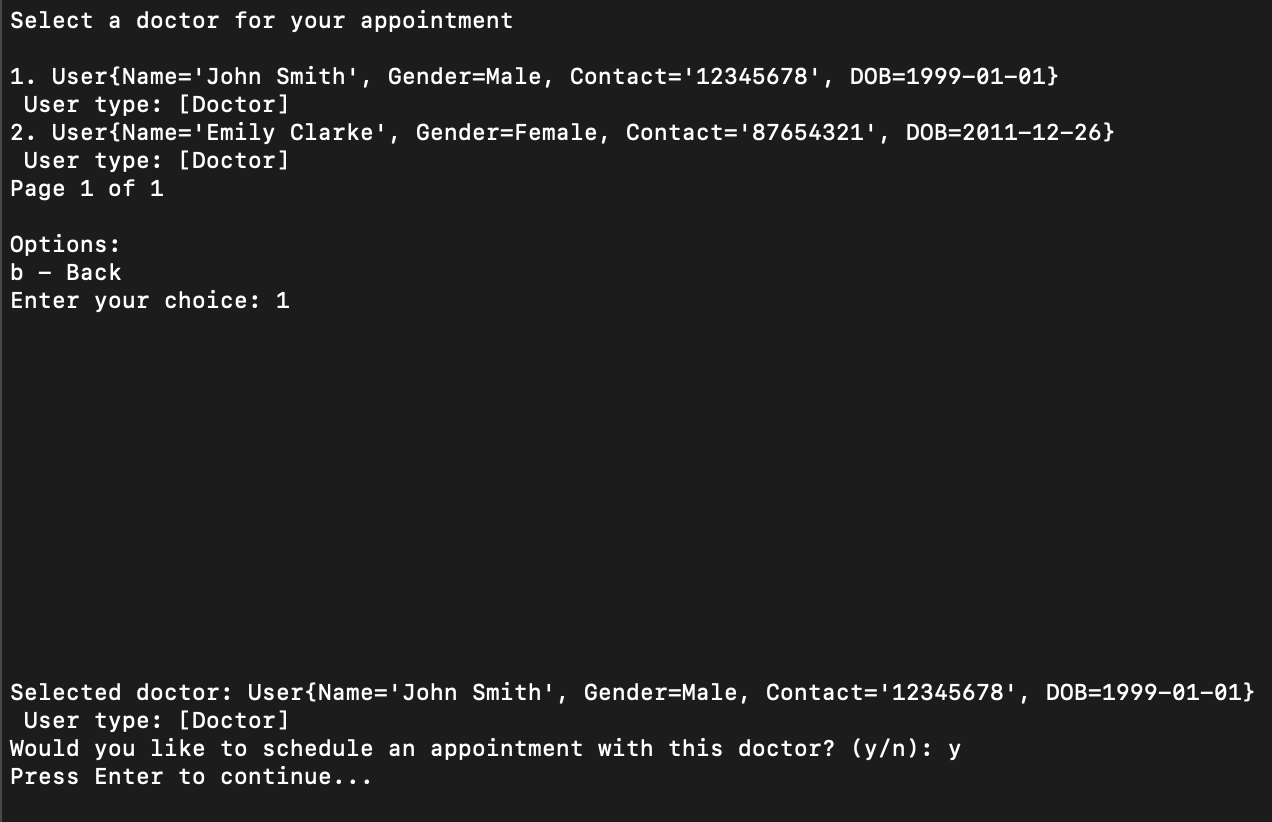 Select a doctor for your appointment
1. User{Name='John Smith', Gender=Male, Contact='12345678', DOB=1999-01-01}
User type: [Doctor]
2. User{Name='Emily Clarke', Gender=Female, Contact='87654321', DOB=2011-12-26}
User type: [Doctor]
Page 1 of 1
Options:
b - Back
Enter your choice: 1
Selected doctor: User{Name='John Smith', Gender=Male, Contact='12345678', DOB=1999-01-01}
User type: [Doctor]
Would you like to schedule an appointment with this doctor? (y/n): y
Press Enter to continue...